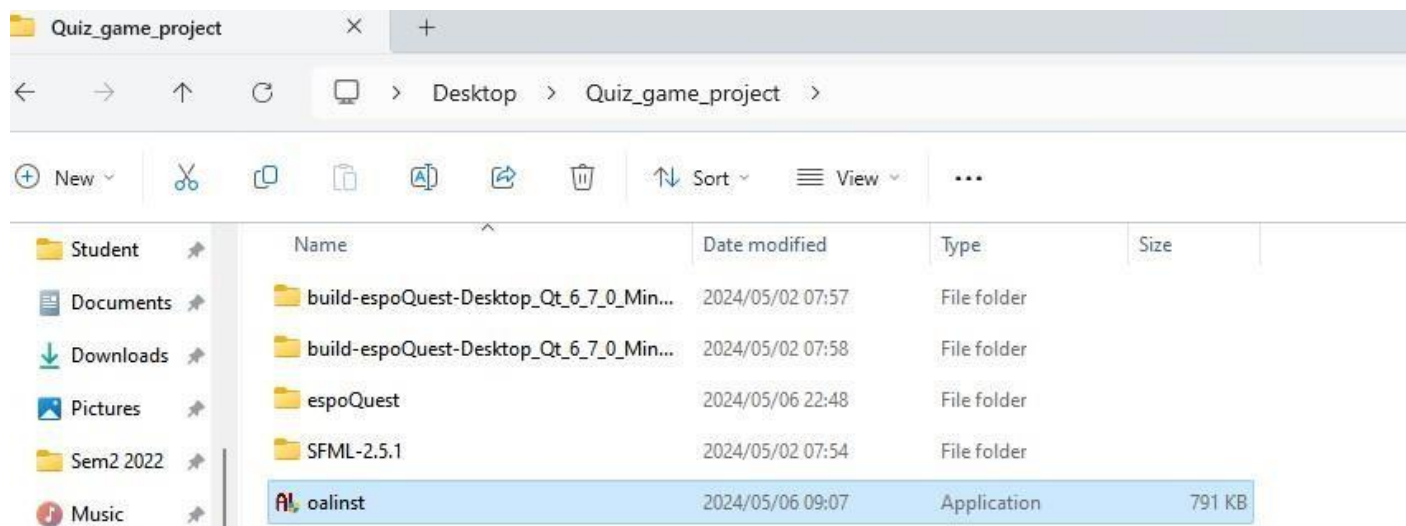 Quiz_game_project
Desktop > Quiz_game_project >
New Sort View ...
Name Date modified Type Size
Student
build-espoQuest-Desktop_Qt_6_7_0_Min... 2024/05/02 07:57 File folder
Documents
build-espoQuest-Desktop_Qt_6_7_0_Min... 2024/05/02 07:58 File folder
Downloads
espoQuest 2024/05/06 22:48 File folder
Pictures
SFML-2.5.1 2024/05/02 07:54 File folder
Sem2 2022
oalinst 2024/05/06 09:07 Application 791 KB
Music